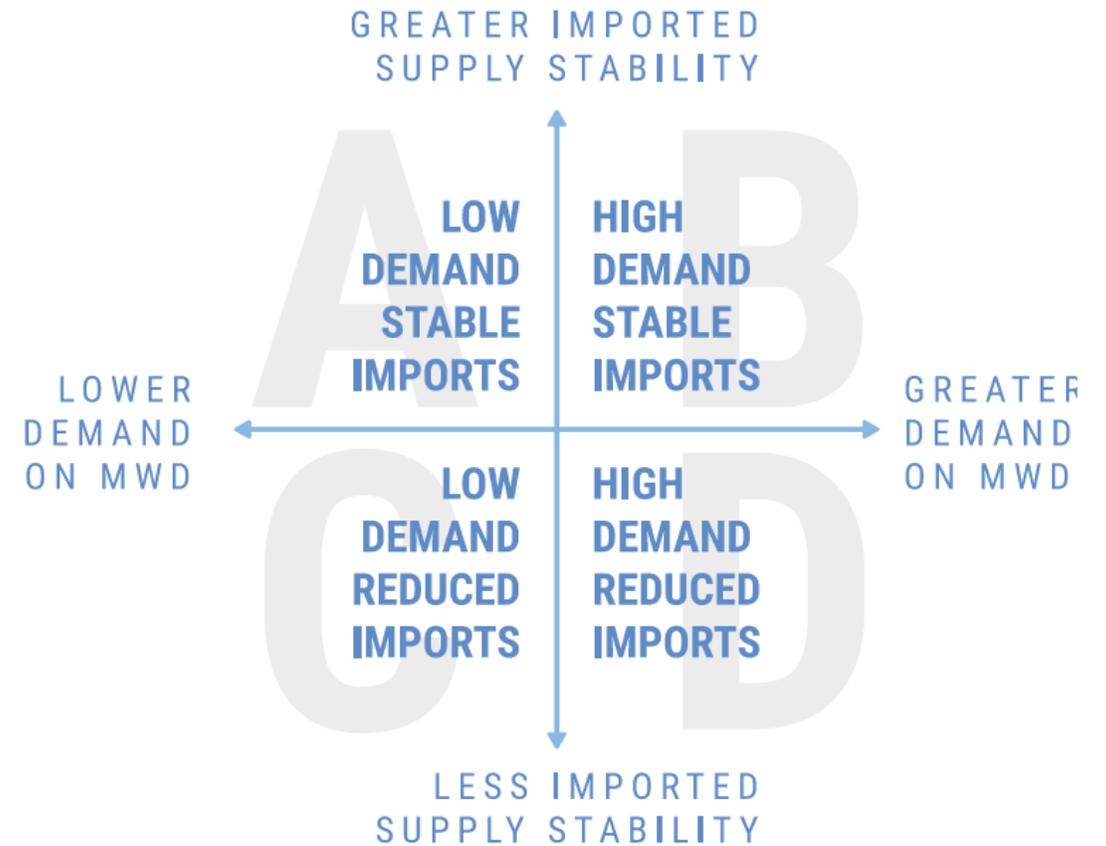 GREATER IMPORTED
SUPPLY STABILITY
A
LOW
DEMAND
STABLE
IMPORTS
B
HIGH
DEMAND
STABLE
IMPORTS
LOWER
DEMAND
ON MWD
GREATER
DEMAND
ON MWD
C
LOW
DEMAND
REDUCED
IMPORTS
D
HIGH
DEMAND
REDUCED
IMPORTS
LESS IMPORTED
SUPPLY STABILITY